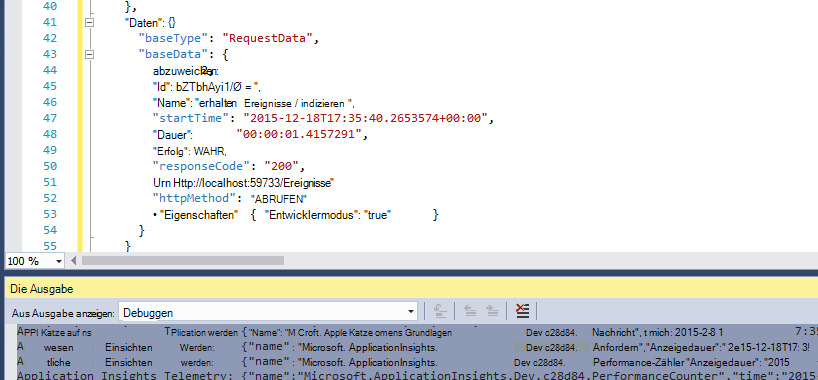 40 },
41 "Daten": {}
42 "baseType": "RequestData",
43 "baseData": {
44 abzuweichen:
45 "Id": bZTbhAyi1/Ø = ",
46 "Name": "erhalten Ereignisse / indizieren ",
47 "startTime": "2015-12-18T17:35:40.2653574+00:00",
48 "Dauer": "00:00:01.4157291",
49 "Erfolg": WAHR,
50 "responseCode": "200",
51 Urn Http://localhost:59733/Ereignisse"
52 "httpMethod": "ABRUFEN"
53 • "Eigenschaften" { "Entwicklermodus": "true" }
54 }
55 }
100 %
Die Ausgabe
Aus Ausgabe anzeigen: Debuggen
APPI Katze auf ns TPlication werden {"Name": "M Croft. Apple Katze omens Grundlagen Dev c28d84. Nachricht", t mich: 2015-2-8 1 7:35
A wesen Einsichten Werden: {"name": "Microsoft. ApplicationInsights. Dev c28d84. Anfordern","Anzeigedauer":" 2e15-12-18T17: 3!
A tliche Einsichten werden: {"name": "Microsoft. ApplicationInsights. Dev c28d84. Performance-Zähler "Anzeigedauer": "2015
Application Insights Telemetry: {"name":"Microsoft.ApplicationInsights.Dev.c28d84.PerformanceCounter","time":"2015-